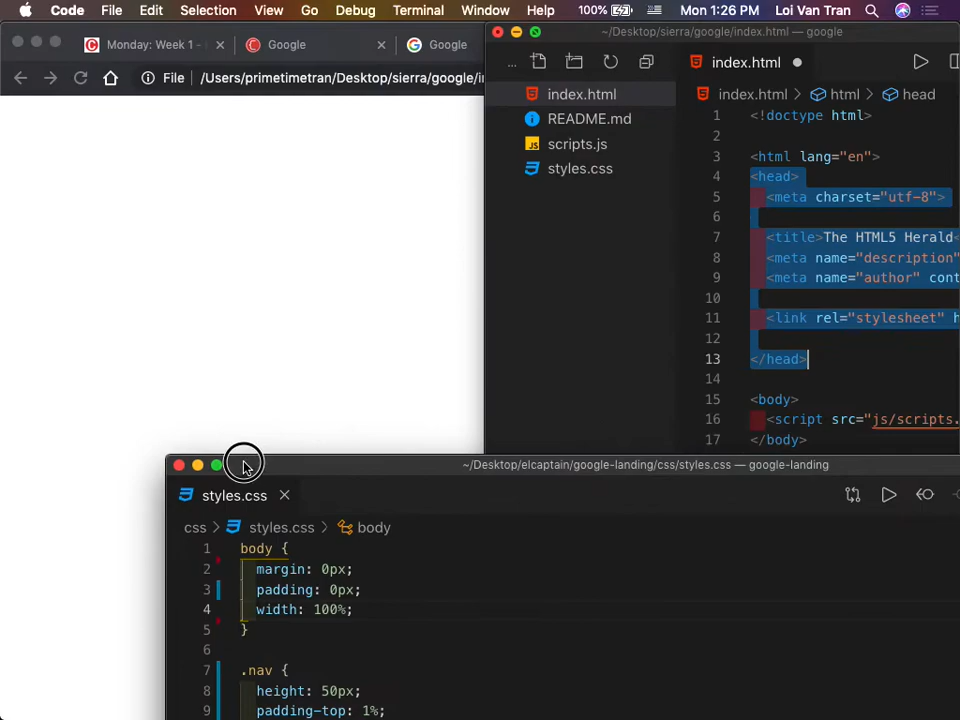 Code File Edit Selection View Go Debug Terminal Window Help 100% Mon 1:26 PM Loi Van Tran
Monday: Week 1 - Google Google
File /Users/primetimetran/Desktop/sierra/google/in
~/Desktop/sierra/google/index.html — google
... index.html
index.html
README.md
scripts.js
styles.css
index.html > html > head
1 <!doctype html>
2
3 <html lang="en">
4 <head>
5 <meta charset="utf-8">
6
7 <title>The HTML5 Herald<
8 <meta name="description"
9 <meta name="author" cont
10
11 <link rel="stylesheet" h
12
13 </head>
14
15 <body>
16 <script src="js/scripts.
17 </body>
~/Desktop/elcaptain/google-landing/css/styles.css — google-landing
styles.css
css > styles.css > body
1 body {
2 margin: 0px;
3 padding: 0px;
4 width: 100%;
5 }
6
7 .nav {
8 height: 50px;
9 padding-top: 1%;